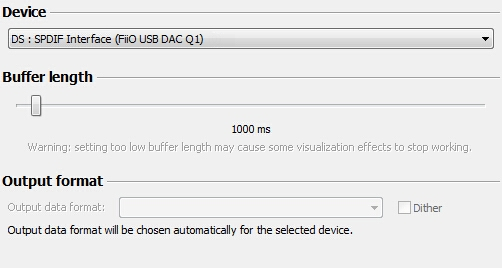 Device
DS : SPDIF Interface (FiiO USB DAC Q1)
Buffer length
1000 ms
Warning: setting too low buffer length may cause some visualization effects to stop working.
Output format
Output data format:
Dither
Output data format will be chosen automatically for the selected device.